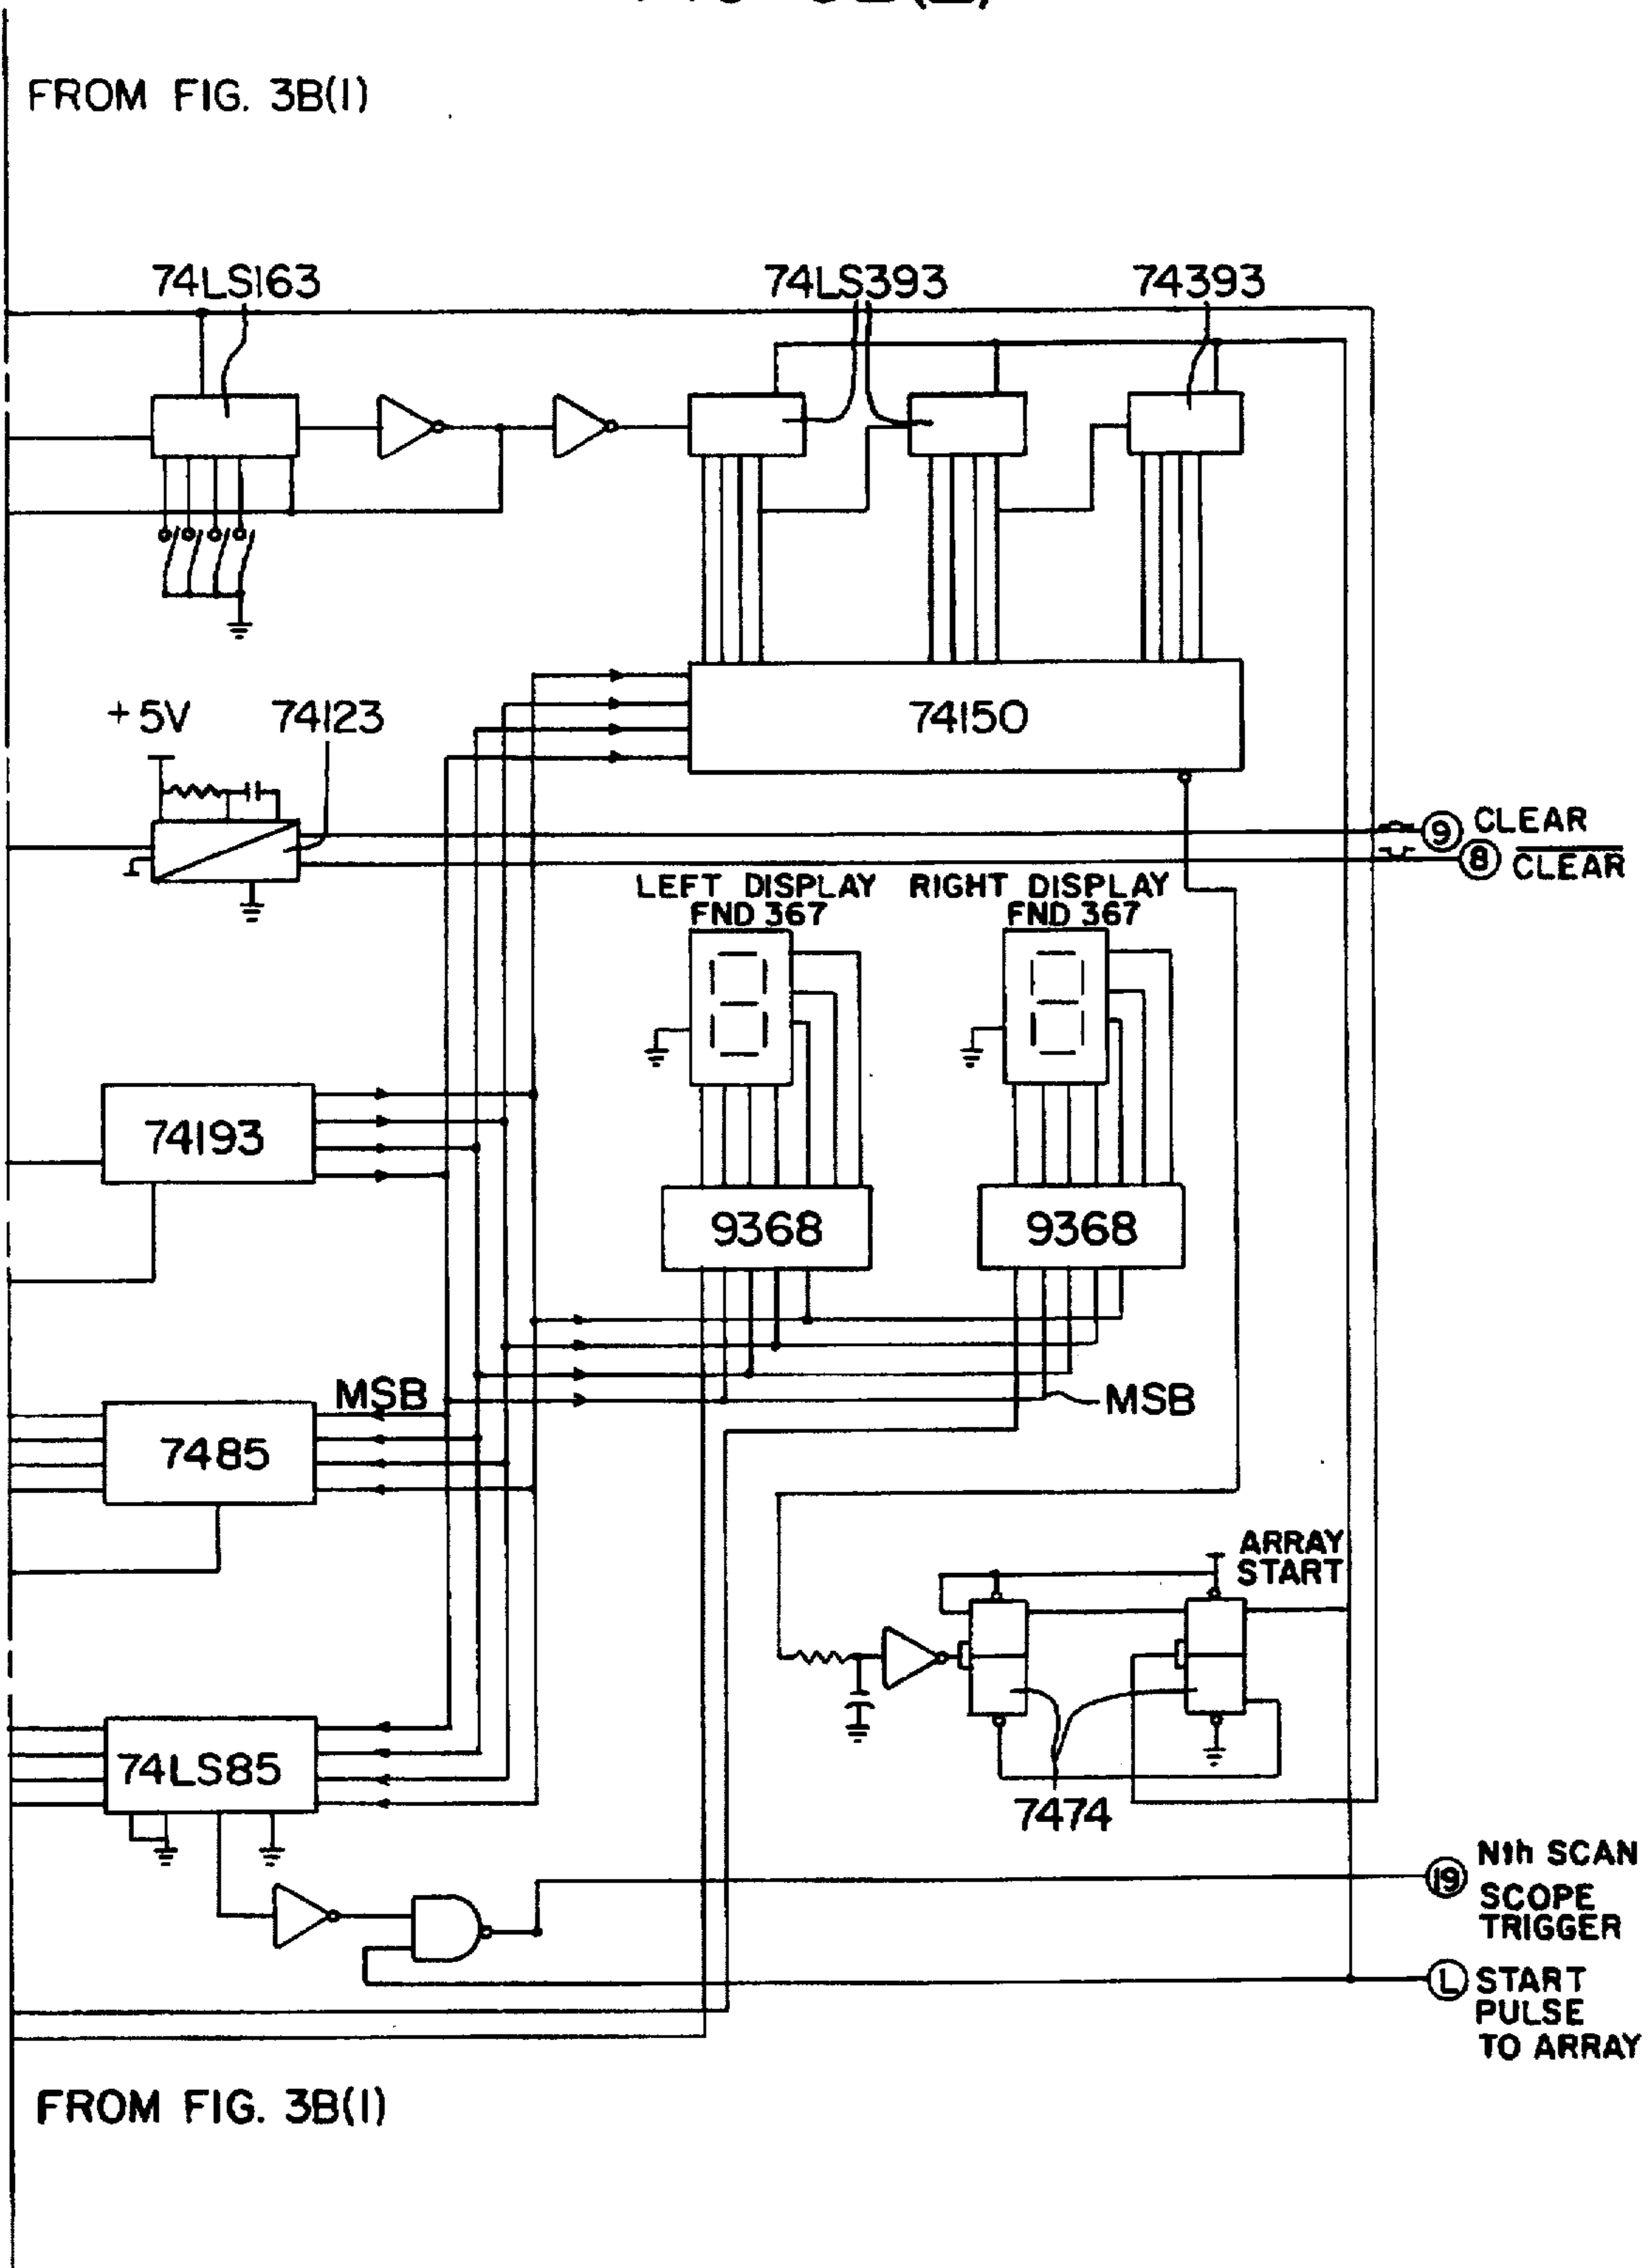 FROM FIG. 3B(1)
74LS163
74LS393
74393
+5V
74123
74150
9 CLEAR
8 CLEAR
LEFT DISPLAY
FND 367
RIGHT DISPLAY
FND 367
74193
9368
9368
MSB
MSB
7485
ARRAY
START
74LS85
7474
19 Nth SCAN
SCOPE
TRIGGER
L START
PULSE
TO ARRAY
FROM FIG. 3B(1)